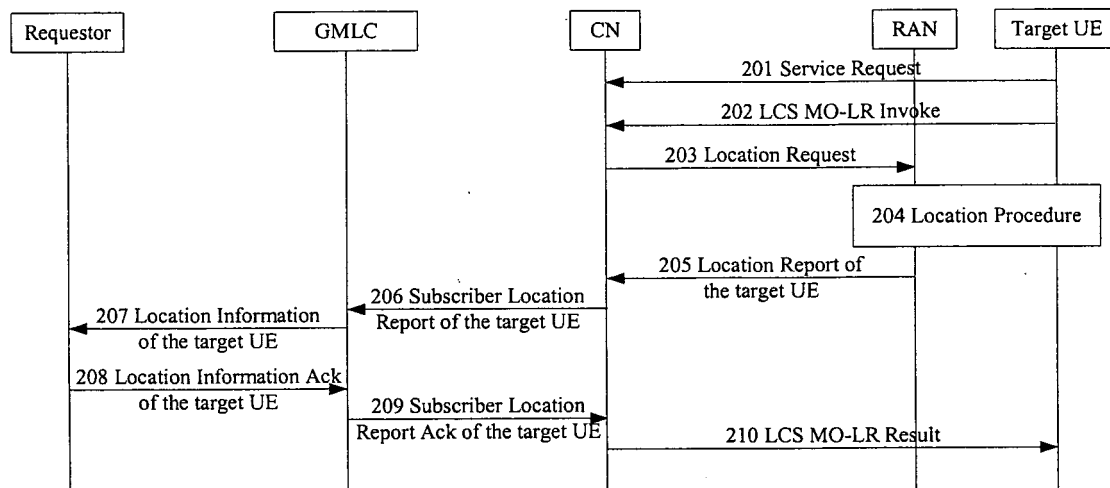 Requestor
GMLC
CN
RAN
Target UE
201 Service Request
202 LCS MO-LR Invoke
203 Location Request
204 Location Procedure
205 Location Report of
the target UE
206 Subscriber Location
Report of the target UE
207 Location Information
of the target UE
208 Location Information Ack
of the target UE
209 Subscriber Location
Report Ack of the target UE
210 LCS MO-LR Result